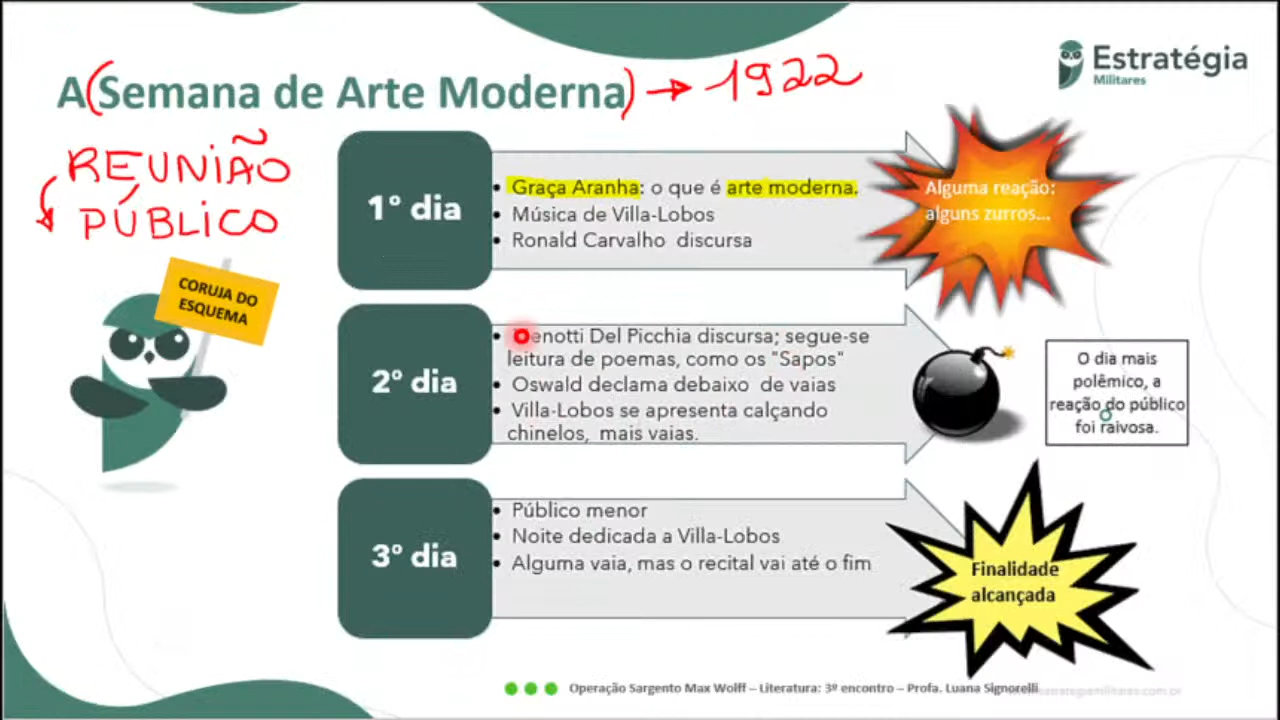 A (Semana de Arte Moderna) → 1922
Estratégia
Militares
REUNIÃO
PÚBLICO
CORUJA DO
ESQUEMA
1º dia
• Graça Aranha: o que é arte moderna.
• Música de Villa-Lobos
• Ronald Carvalho discursa
Alguma reação:
alguns zurros...
2º dia
• enotti Del Picchia discursa; segue-se
leitura de poemas, como os "Sapos"
• Oswald declama debaixo de vaias
• Villa-Lobos se apresenta calçando
chinelos, mais vaias.
O dia mais
polêmico, a
reação do público
foi raivosa.
3º dia
• Público menor
• Noite dedicada a Villa-Lobos
• Alguma vaia, mas o recital vai até o fim
Finalidade
alcançada
Operação Sargento Max Wolff – Literatura: 3º encontro – Profa. Luana Signorelli